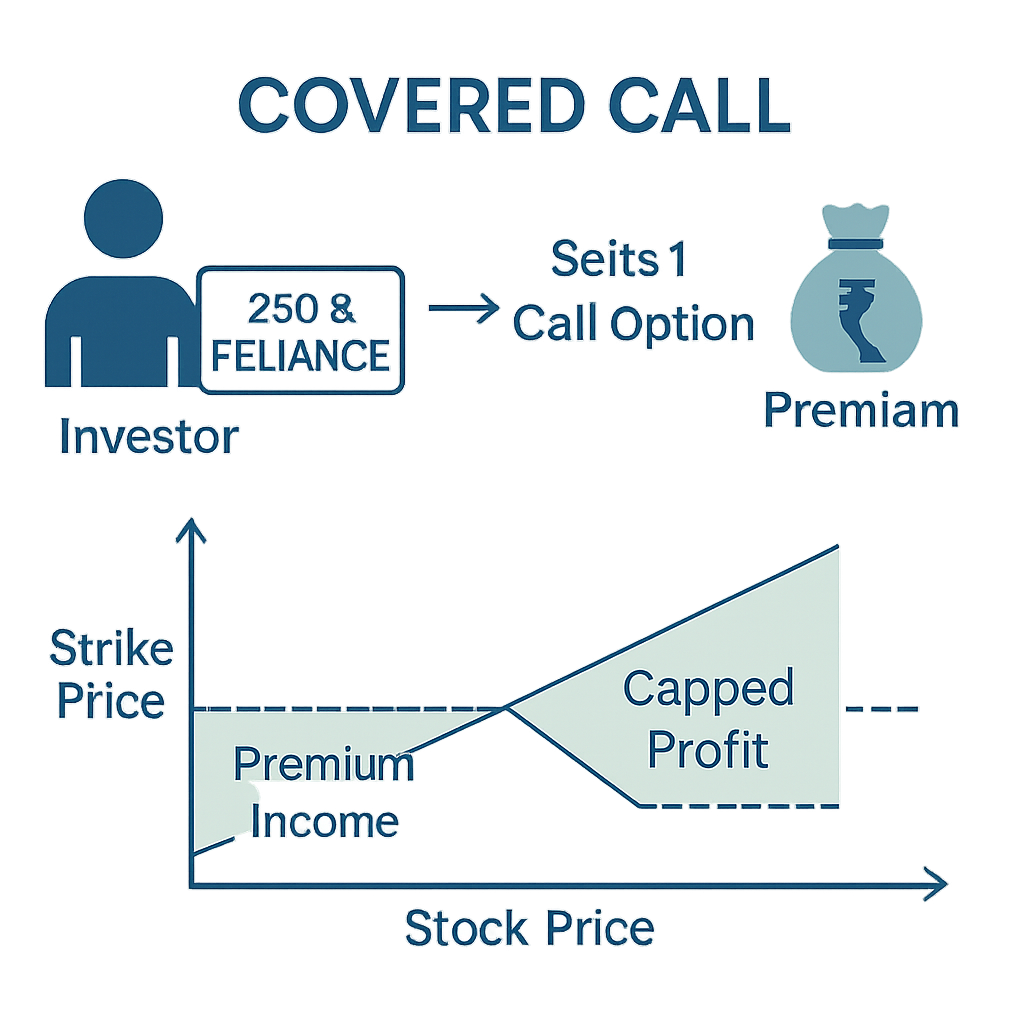 COVERED CALL
250 &
FELIANCE
Seits 1
Call Option
Investor
Premiam
Strike
Price
Premium
Income
Capped
Profit
Stock Price